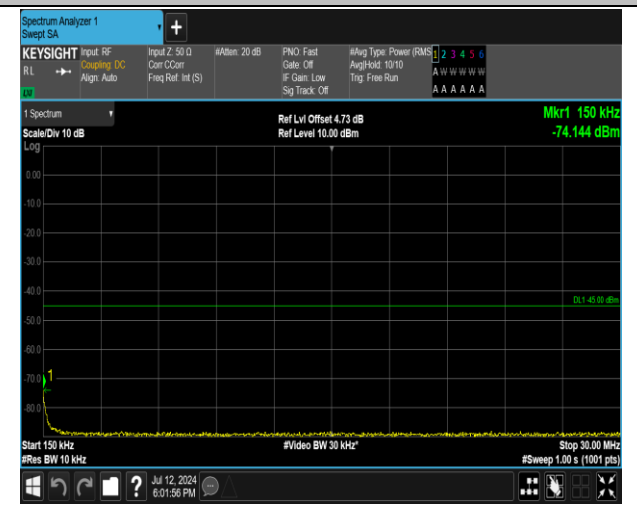 Spectrum Analyzer 1
Swept SA
KEYSIGHT Input: RF Input Z: 50 Ω #Atten: 20 dB PNO: Fast #Avg Type: Power (RMS 1 2 3 4 5 6
RL Coupling: DC Corr CCorr Gate: Off Avg|Hold: 10/10 A W W W W W
Align: Auto Freq Ref: Int (S) IF Gain: Low Trig: Free Run
Sig Track: Off A A A A A A
1 Spectrum Ref Lvl Offset 4.73 dB Mkr1 150 kHz
Scale/Div 10 dB Ref Level 10.00 dBm -74.144 dBm
Log
0.00
-10.0
-20.0
-30.0
-40.0
DL1 -45.00 dBm
-50.0
-60.0
-70.0 1
-80.0
Start 150 kHz #Video BW 30 kHz* Stop 30.00 MHz
#Res BW 10 kHz #Sweep 1.00 s (1001 pts)
? Jul 12, 2024
6:01:56 PM